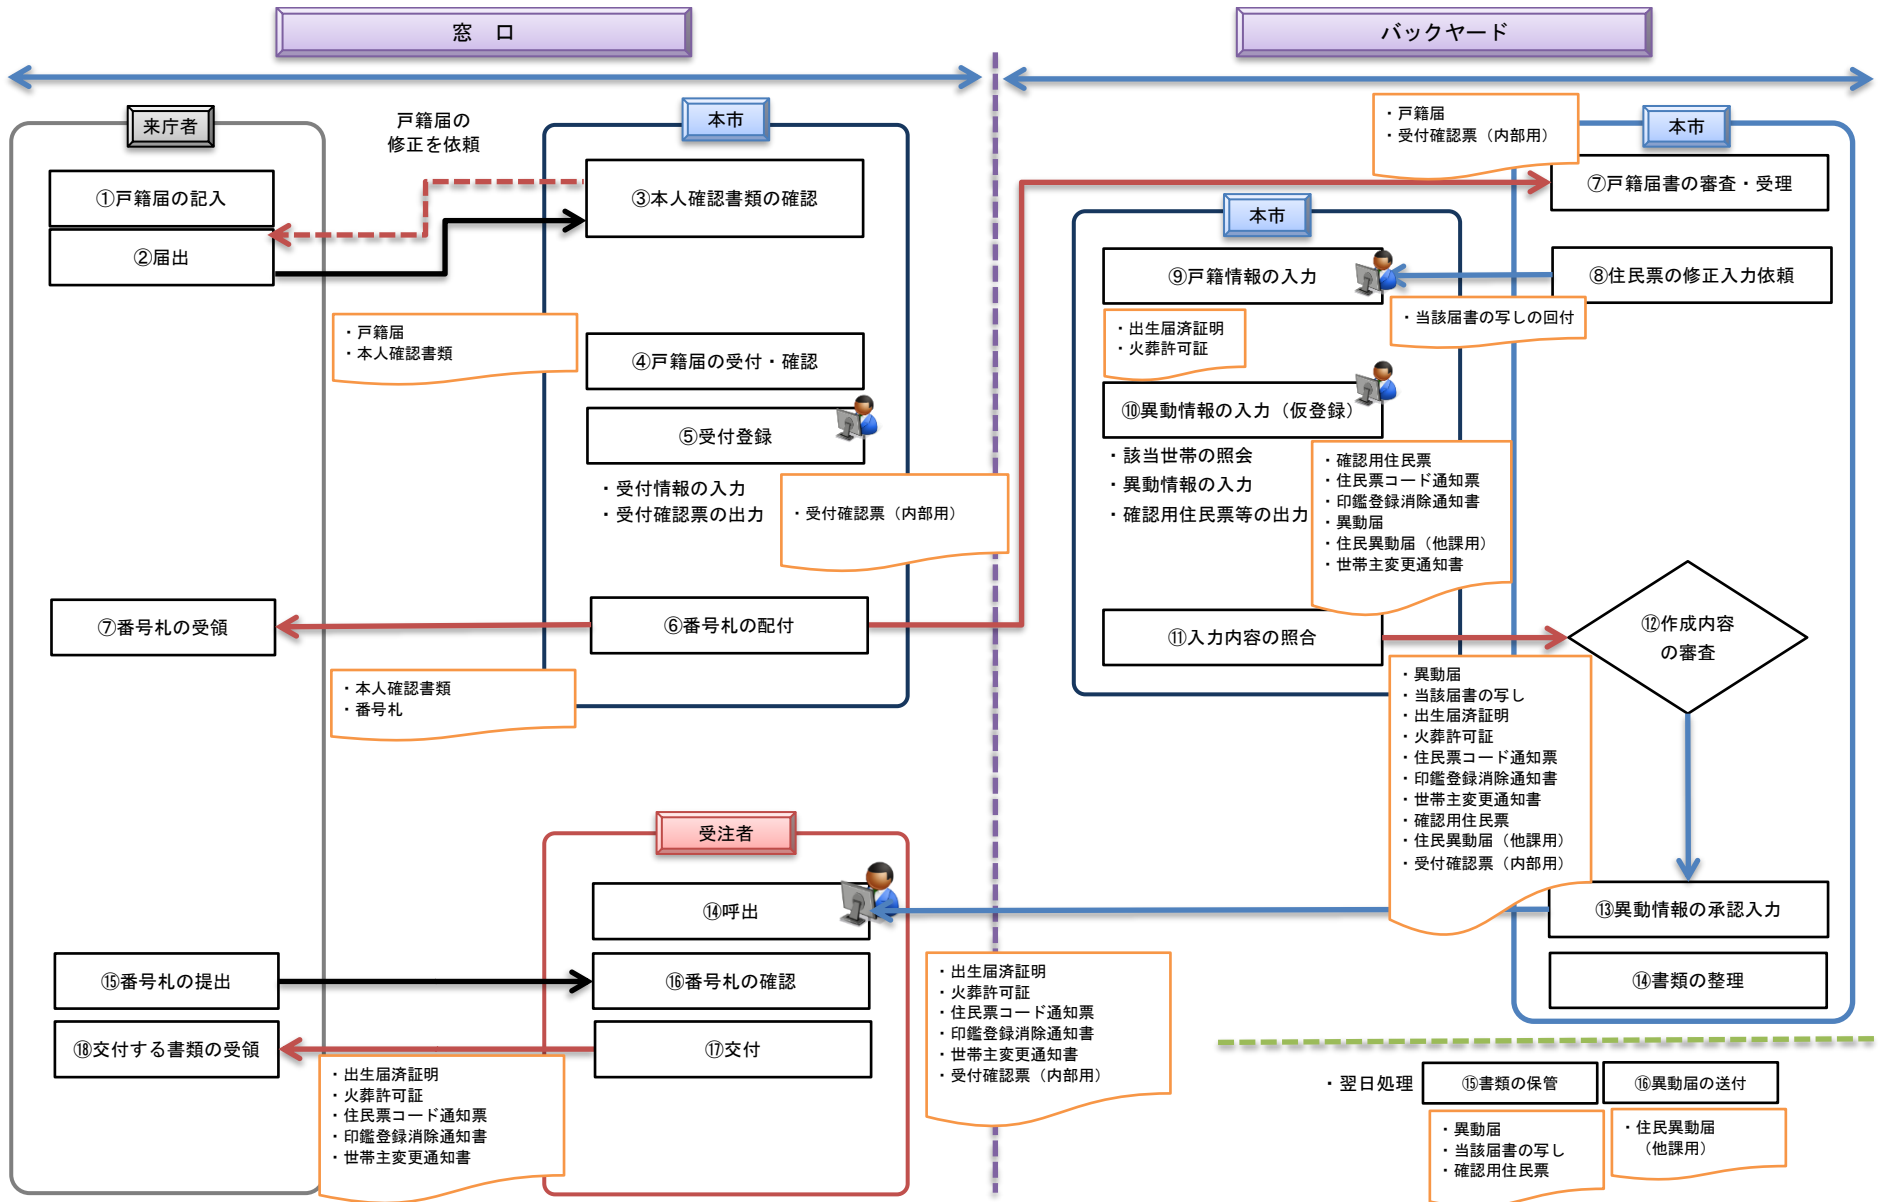 窓　口
バックヤード
来庁者
戸籍届の
修正を依頼
本市
①戸籍届の記入
②届出
③本人確認書類の確認
・戸籍届
・本人確認書類
④戸籍届の受付・確認
⑤受付登録
・受付情報の入力
・受付確認票の出力
・受付確認票（内部用）
⑦番号札の受領
⑥番号札の配付
・本人確認書類
・番号札
受注者
⑭呼出
⑮番号札の提出
⑯番号札の確認
⑱交付する書類の受領
⑰交付
・出生届済証明
・火葬許可証
・住民票コード通知票
・印鑑登録消除通知書
・世帯主変更通知書
・出生届済証明
・火葬許可証
・住民票コード通知票
・印鑑登録消除通知書
・世帯主変更通知書
・受付確認票（内部用）
・戸籍届
・受付確認票（内部用）
本市
⑦戸籍届書の審査・受理
本市
⑨戸籍情報の入力
⑧住民票の修正入力依頼
・当該届書の写しの回付
・出生届済証明
・火葬許可証
⑩異動情報の入力（仮登録）
・該当世帯の照会
・異動情報の入力
・確認用住民票等の出力
・確認用住民票
・住民票コード通知票
・印鑑登録消除通知書
・異動届
・住民異動届（他課用）
・世帯主変更通知書
⑪入力内容の照合
⑫作成内容
の審査
・異動届
・当該届書の写し
・出生届済証明
・火葬許可証
・住民票コード通知票
・印鑑登録消除通知書
・世帯主変更通知書
・確認用住民票
・住民異動届（他課用）
・受付確認票（内部用）
⑬異動情報の承認入力
⑭書類の整理
・翌日処理
⑮書類の保管
⑯異動届の送付
・異動届
・当該届書の写し
・確認用住民票
・住民異動届
（他課用）